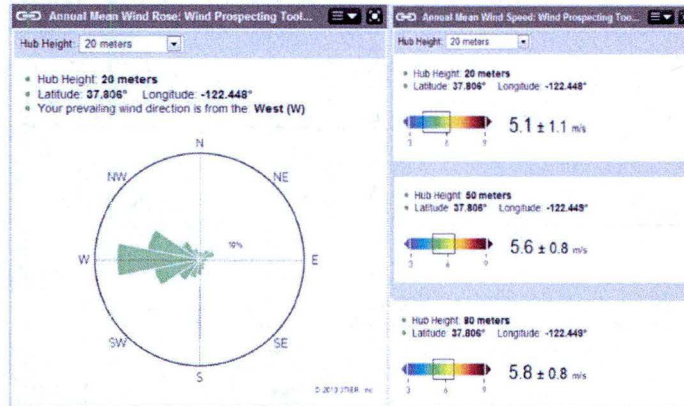 Annual Mean Wind Rose: Wind Prospecting Tool...
Hub Height: 20 meters
Hub Height: 20 meters
Latitude: 37.806° Longitude: -122.448°
Your prevailing wind direction is from the: West (W)
N
NW
NE
10%
W
E
SW
SE
S
© 2013 3TIER, Inc.
Annual Mean Wind Speed: Wind Prospecting Too...
Hub Height: 20 meters
Hub Height: 20 meters
Latitude: 37.806° Longitude: -122.448°
5.1 ± 1.1 m/s
3 6 9
Hub Height: 50 meters
Latitude: 37.806° Longitude: -122.448°
5.6 ± 0.8 m/s
3 6 9
Hub Height: 80 meters
Latitude: 37.806° Longitude: -122.448°
5.8 ± 0.8 m/s
3 6 9